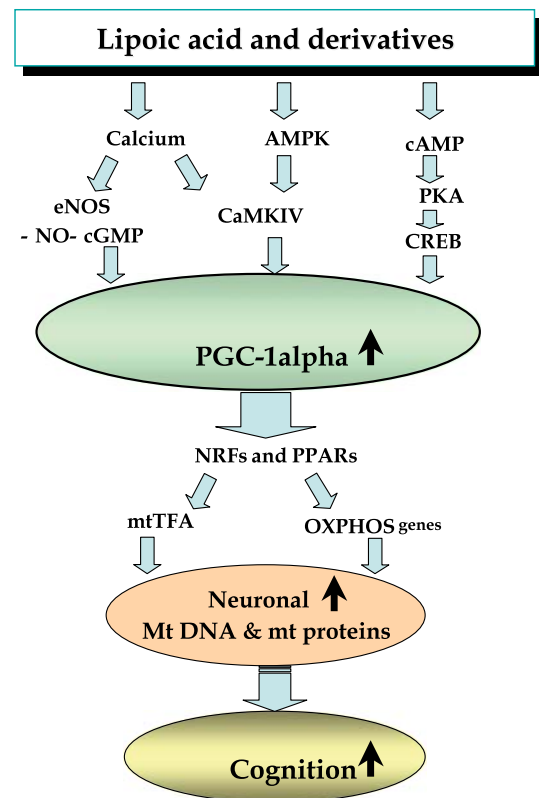 Lipoic acid and derivatives
Calcium
AMPK
cAMP
PKA
eNOS
- NO- cGMP
CaMKIV
CREB
PGC-1alpha
NRFs and PPARs
mtTFA
OXPHOS genes
Neuronal
Mt DNA & mt proteins
Cognition